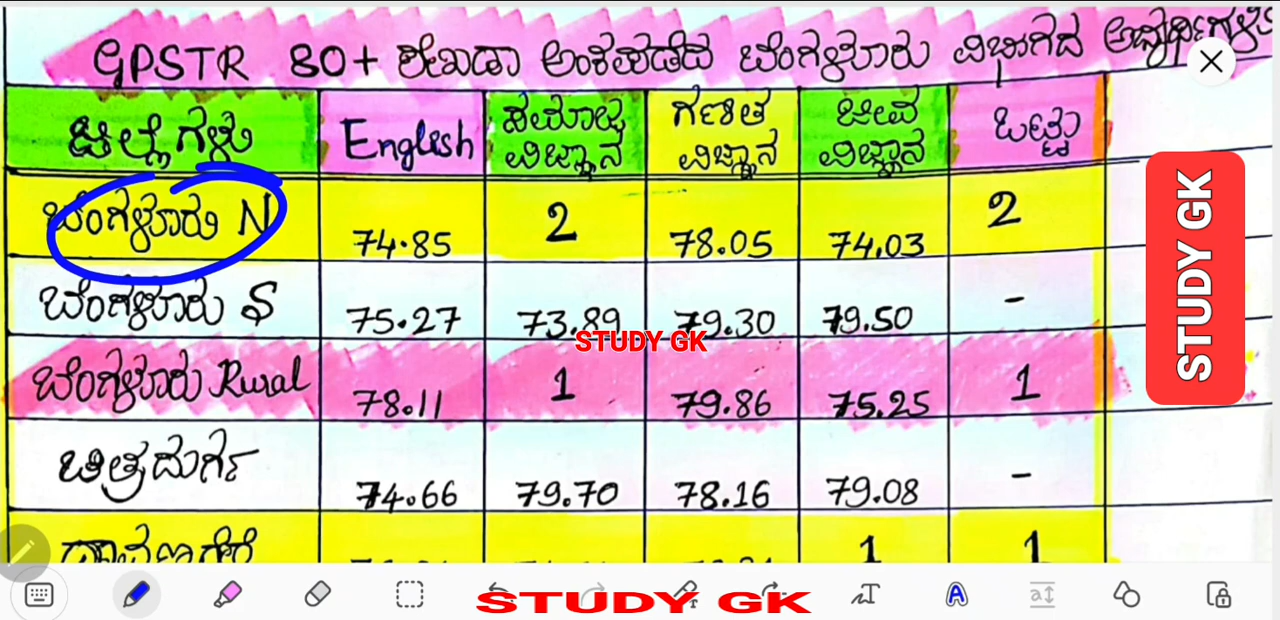 GPSTR 80+ ಶೇಖಡಾ ಅಂಕಪಡೆದ ಬೆಂಗಳೂರು ವಿಭಾಗದ
ಜಿಲ್ಲೆಗಳು English ಸಮಾಜ ವಿಜ್ಞಾನ ಗಣಿತ ವಿಜ್ಞಾನ ಜೀವ ವಿಜ್ಞಾನ ಒಟ್ಟು
ಬೆಂಗಳೂರು N 74.85 2 78.05 74.03 2
ಬೆಂಗಳೂರು S 75.27 73.89 79.30 79.50 -
ಬೆಂಗಳೂರು Rural 78.11 1 79.86 75.25 1
ಚಿತ್ರದುರ್ಗ 74.66 79.70 78.16 79.08 -
ದಾವಣಗೆರೆ 1 1
STUDY GK
STUDY GK
STUDY GK